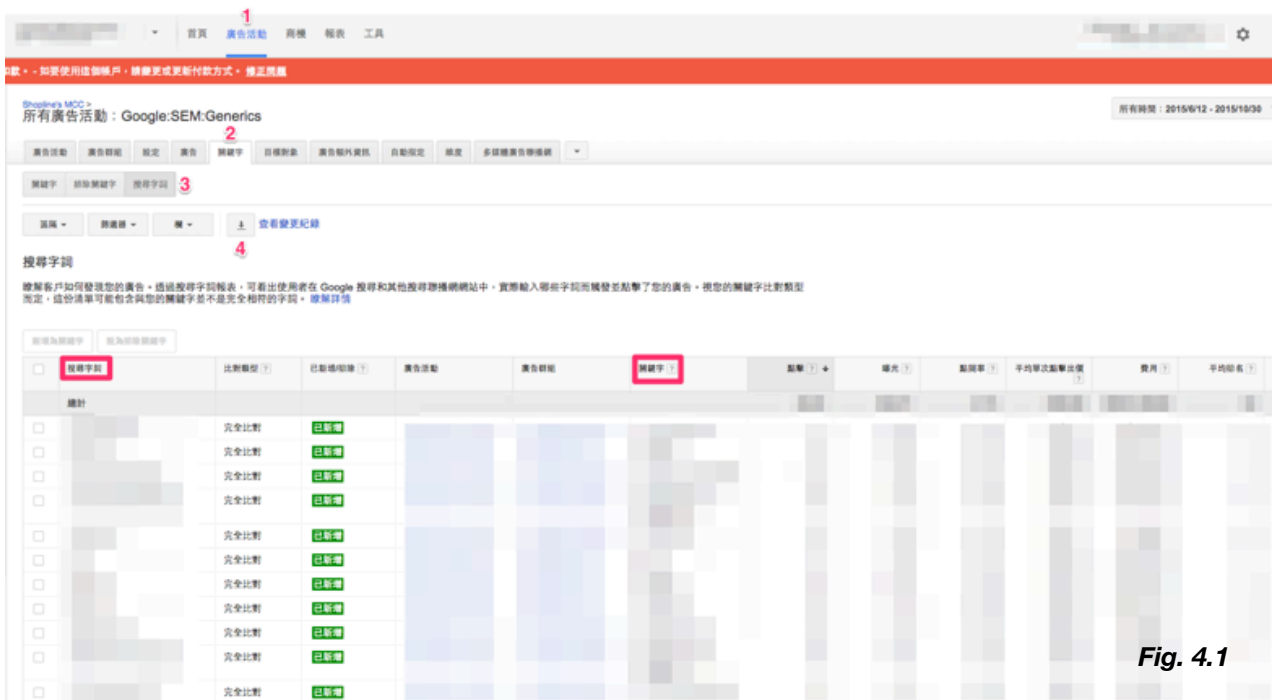 1
首頁 廣告活動 商機 報表 工具
扣款。 - 如要使用這個帳戶，請變更或更新付款方式。 修正問題
Shopline's MCC >
所有廣告活動：Google:SEM:Generics
所有時間：2015/6/12 - 2015/10/30
2
廣告活動 廣告群組 設定 廣告 關鍵字 目標對象 廣告額外資訊 自動指定 維度 多媒體廣告聯播網
關鍵字 排除關鍵字 搜尋字詞 3
區隔 篩選器 欄 查看變更紀錄
4
搜尋字詞
瞭解客戶如何發現您的廣告。透過搜尋字詞報表，可看出使用者在 Google 搜尋和其他搜尋聯播網網站中，實際輸入哪些字詞而觸發並點擊了您的廣告。視您的關鍵字比對類型
而定，這份清單可能包含與您的關鍵字並不是完全相符的字詞。 瞭解詳情
新增為關鍵字 設為排除關鍵字
搜尋字詞 比對類型 ? 已新增/排除 ? 廣告活動 廣告群組 關鍵字 ? 點擊 ? 曝光 ? 點閱率 ? 平均單次點擊出價 ? 費用 ? 平均排名 ?
總計
完全比對 已新增
完全比對 已新增
完全比對 已新增
完全比對 已新增
完全比對 已新增
完全比對 已新增
完全比對 已新增
完全比對 已新增
完全比對 已新增
完全比對 已新增
完全比對 已新增
Fig. 4.1